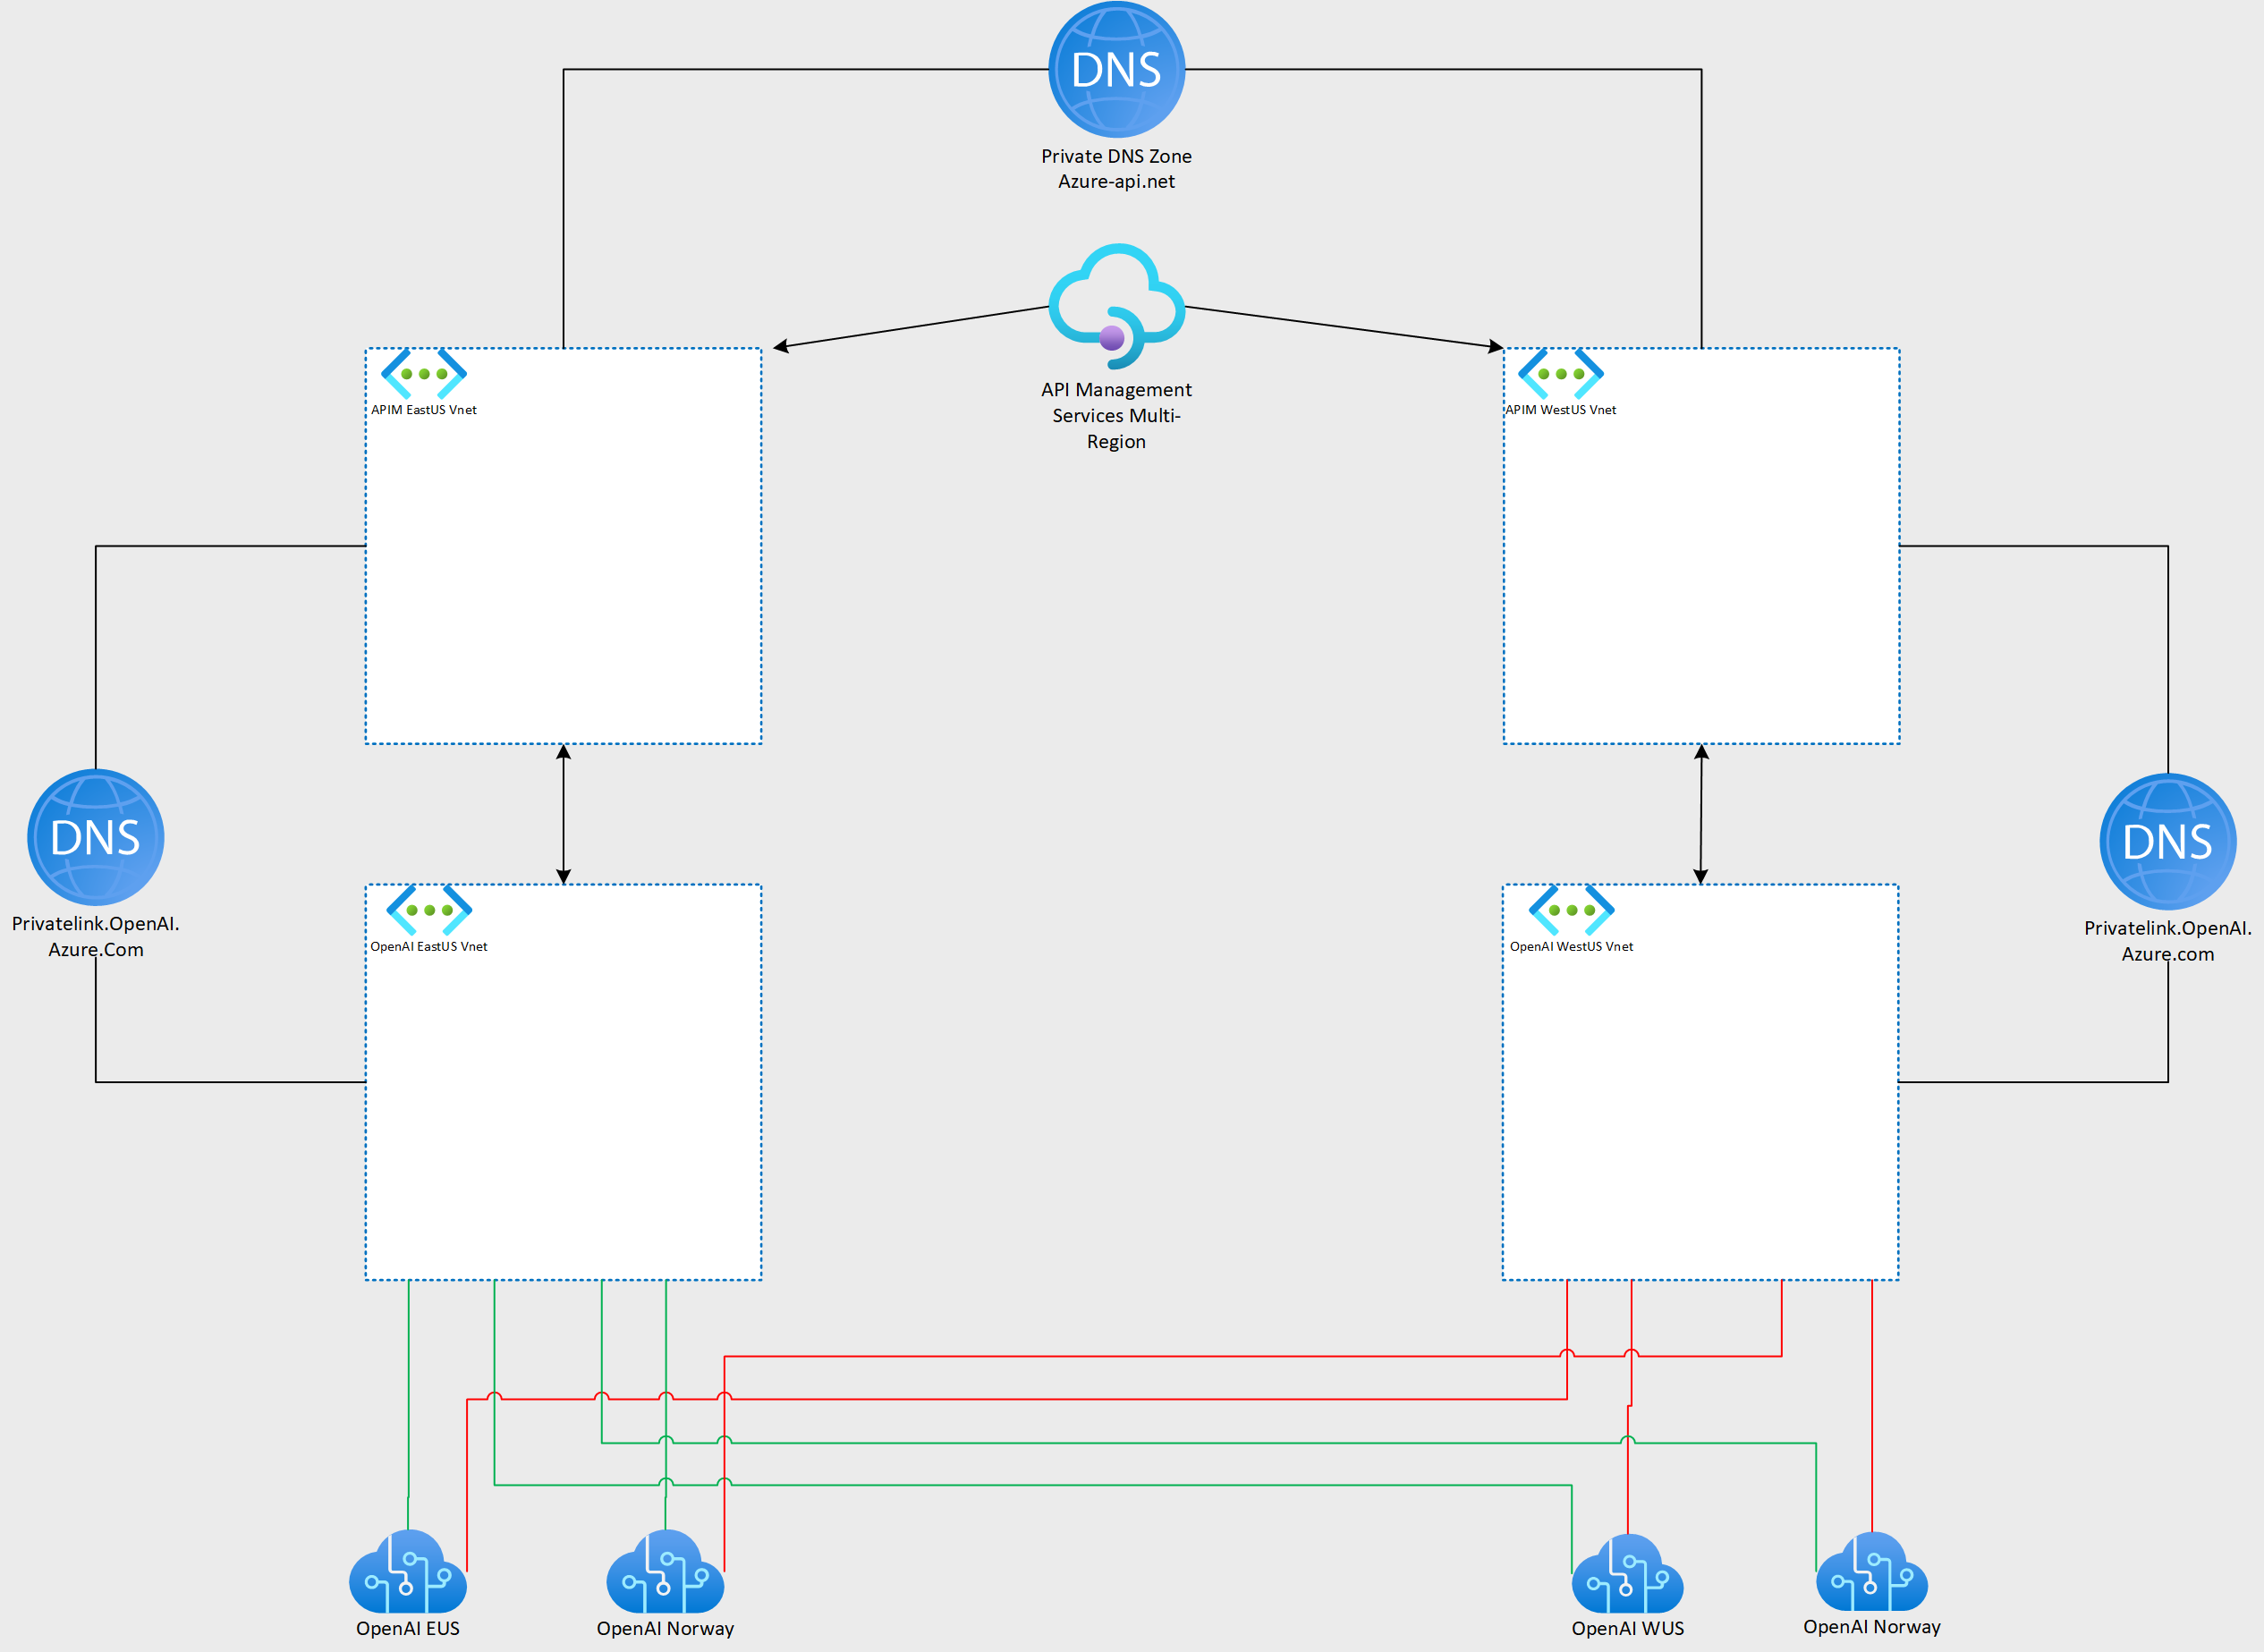 DNS
Private DNS Zone
Azure-api.net
API Management
Services Multi-
Region
APIM EastUS Vnet
APIM WestUS Vnet
DNS
Privatelink.OpenAI.
Azure.Com
DNS
Privatelink.OpenAI.
Azure.com
OpenAI EastUS Vnet
OpenAI WestUS Vnet
OpenAI EUS
OpenAI Norway
OpenAI WUS
OpenAI Norway